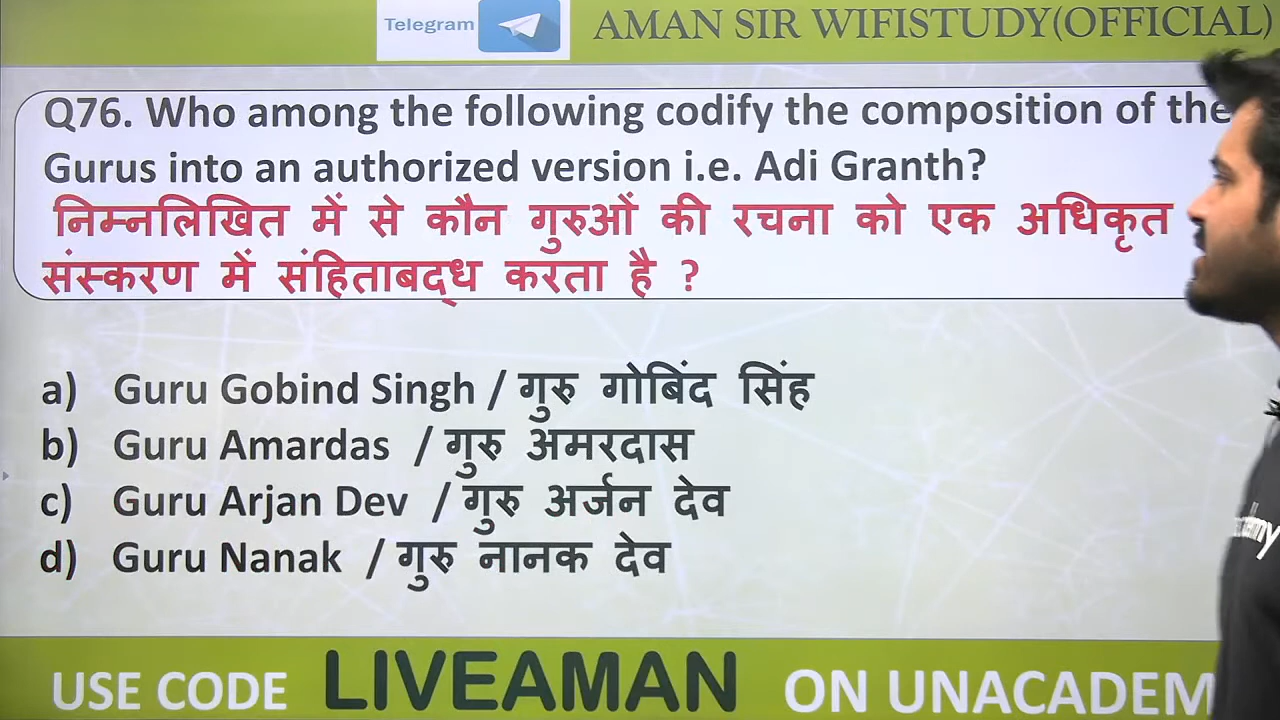 Telegram
AMAN SIR WIFISTUDY(OFFICIAL)
Q76. Who among the following codify the composition of the
Gurus into an authorized version i.e. Adi Granth?
निम्नलिखित में से कौन गुरुओं की रचना को एक अधिकृत
संस्करण में संहिताबद्ध करता है ?
a) Guru Gobind Singh / गुरु गोबिंद सिंह
b) Guru Amardas / गुरु अमरदास
c) Guru Arjan Dev / गुरु अर्जन देव
d) Guru Nanak / गुरु नानक देव
USE CODE LIVEAMAN ON UNACADEM